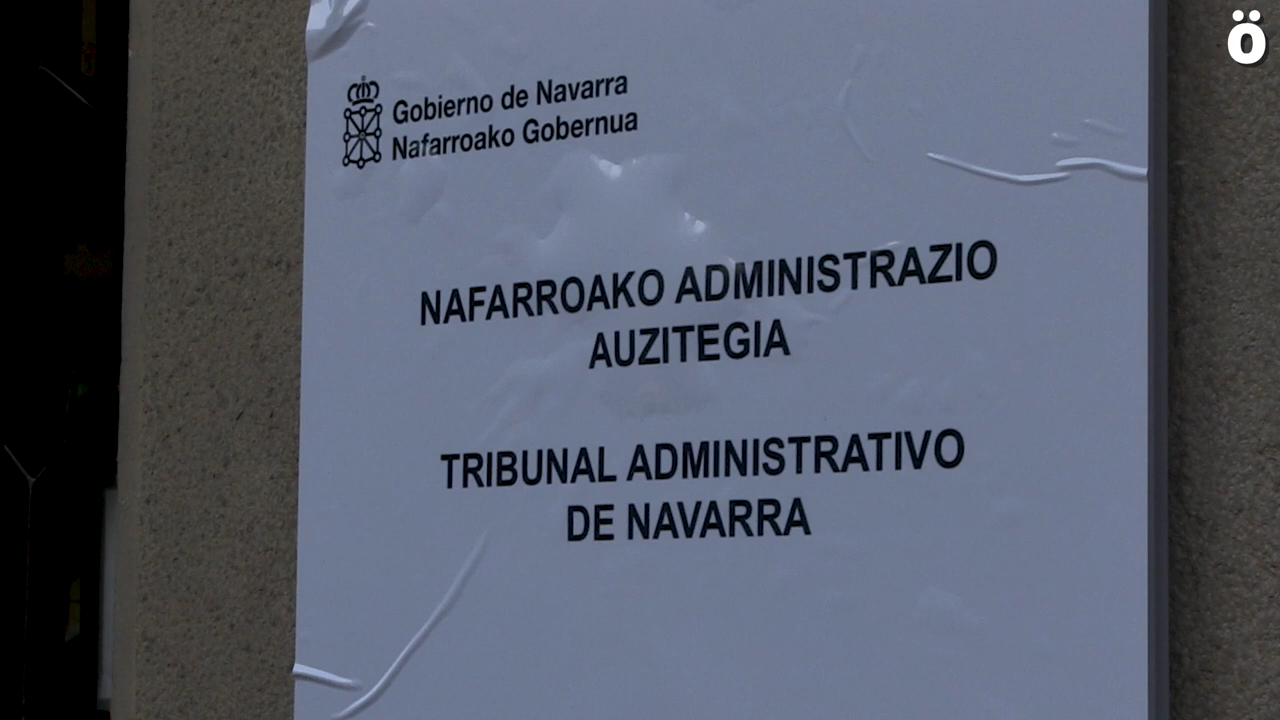 ö
Gobierno de Navarra
Nafarroako Gobernua
NAFARROAKO ADMINISTRAZIO
AUZITEGIA
TRIBUNAL ADMINISTRATIVO
DE NAVARRA